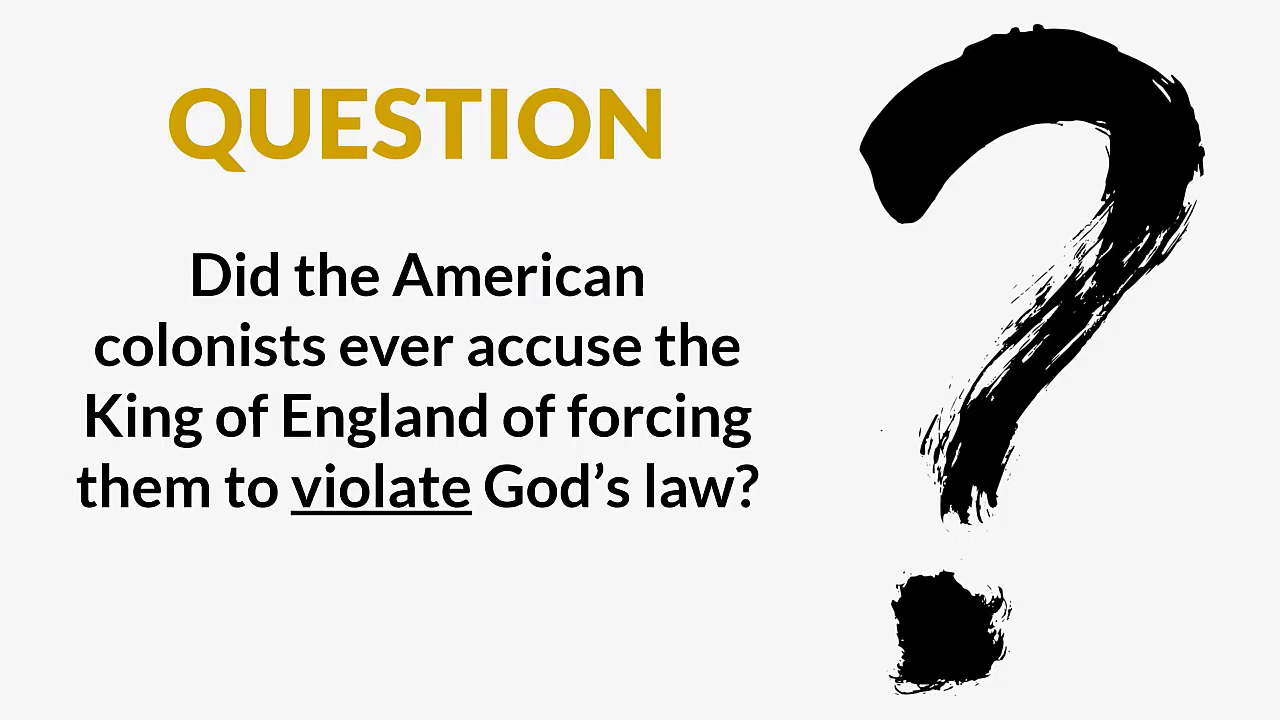 QUESTION
Did the American
colonists ever accuse the
King of England of forcing
them to violate God’s law?